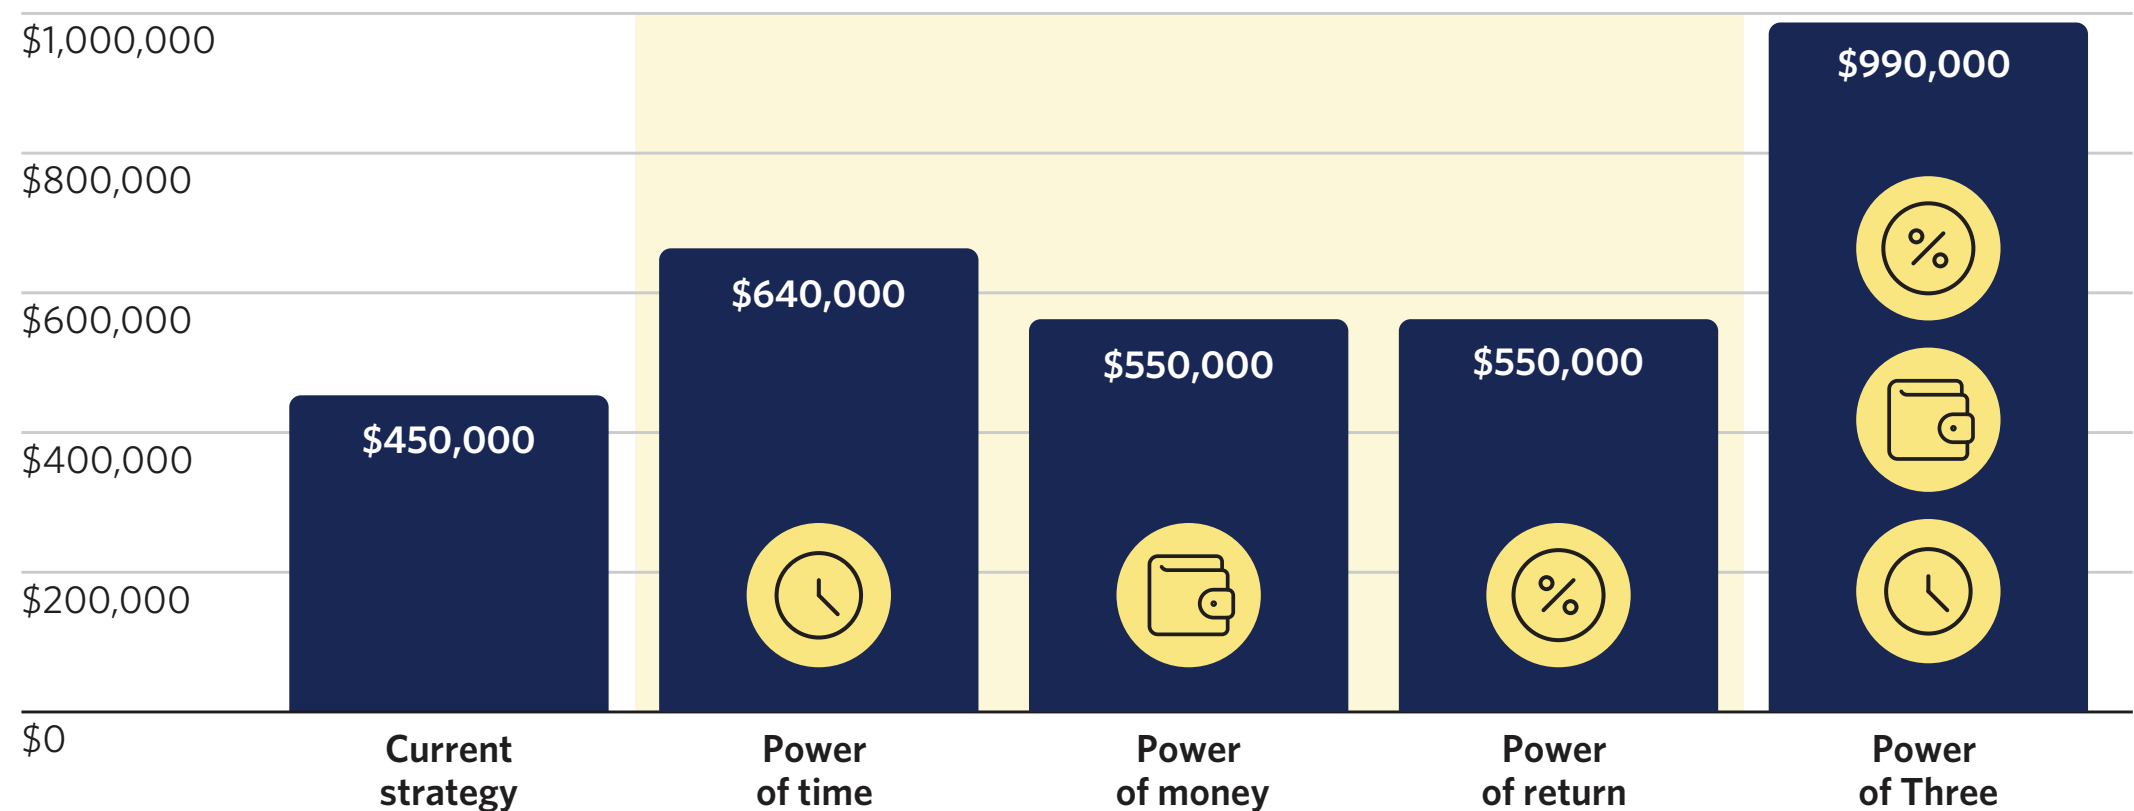 $1,000,000
$990,000
$800,000
$640,000
$600,000
$550,000
$550,000
$450,000
$400,000
$200,000
%
%
$0
Current
strategy
Power
of time
Power
of money
Power
of return
Power
of Three